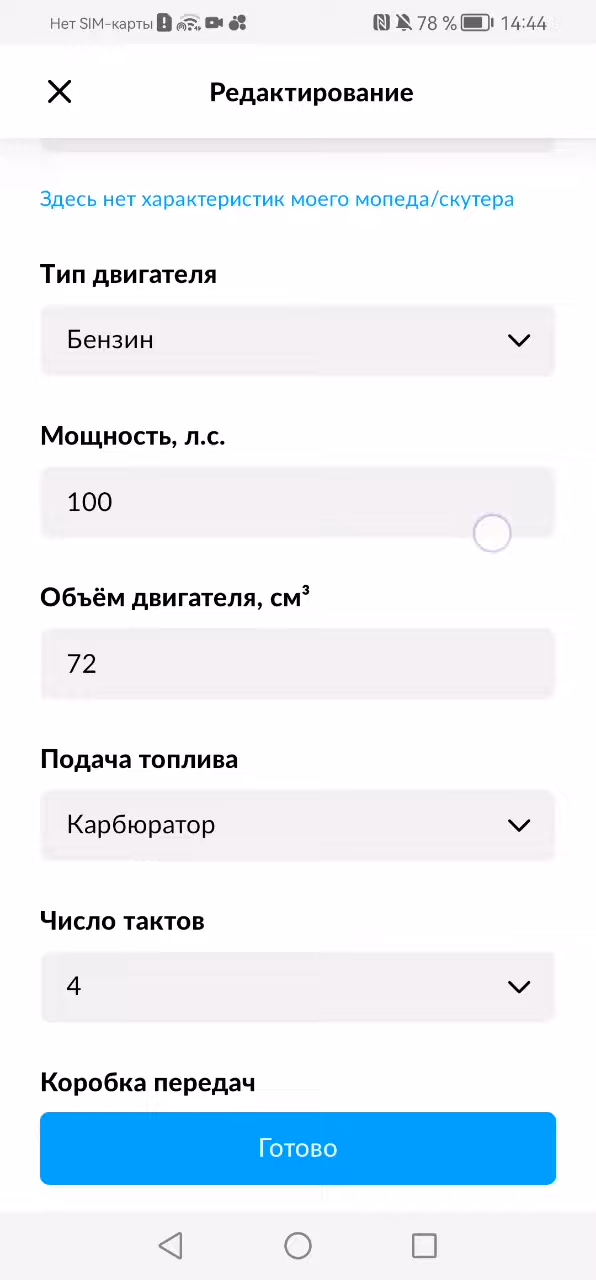 Нет SIM-карты 78 % 14:44
Редактирование
Здесь нет характеристик моего мопеда/скутера
Тип двигателя
Бензин
Мощность, л.с.
100
Объём двигателя, см³
72
Подача топлива
Карбюратор
Число тактов
4
Коробка передач
Готово